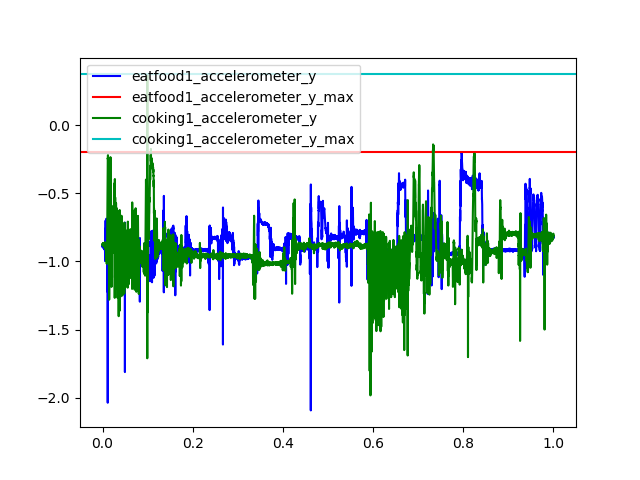 eatfood1_accelerometer_y
eatfood1_accelerometer_y_max
cooking1_accelerometer_y
cooking1_accelerometer_y_max
0.0
−0.5
−1.0
−1.5
−2.0
0.0 0.2 0.4 0.6 0.8 1.0